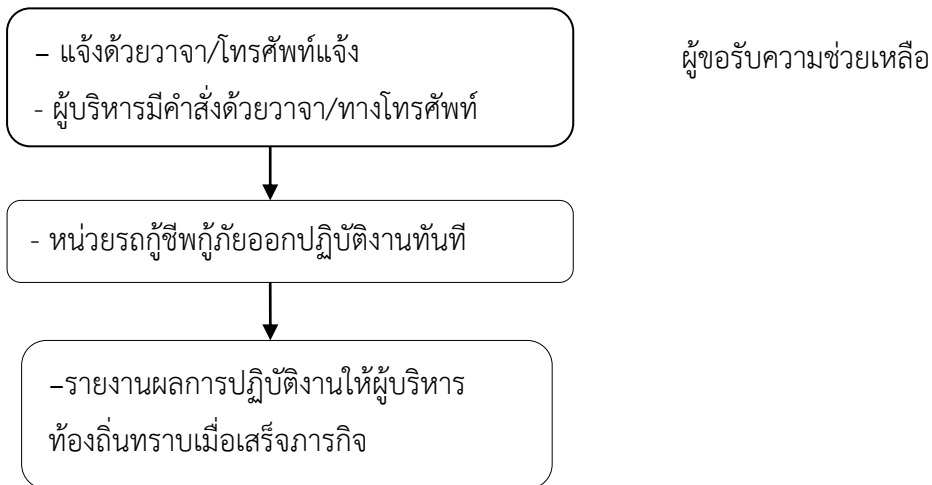 – แจ้งด้วยวาจา/โทรศัพท์แจ้ง
ผู้ขอรับความช่วยเหลือ
- ผู้บริหารมีคำสั่งด้วยวาจา/ทางโทรศัพท์
- หน่วยรถกู้ชีพกู้ภัยออกปฏิบัติงานทันที
–รายงานผลการปฏิบัติงานให้ผู้บริหาร
ท้องถิ่นทราบเมื่อเสร็จภารกิจ